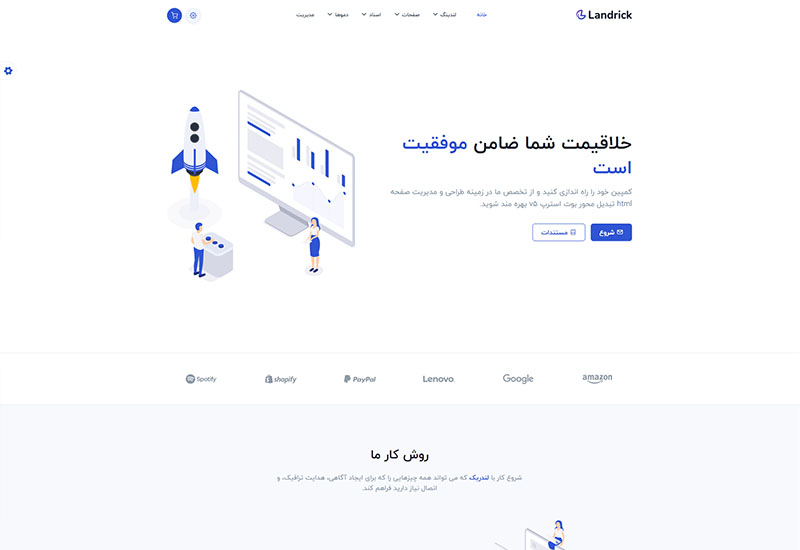 Landrick
خانه
لندینگ
صفحات
اسناد
دموها
مدیریت
خلاقیمت شما ضامن موفقیت
است
کمپین خود را راه اندازی کنید و از تخصص ما در زمینه طراحی و مدیریت صفحه
html تبدیل محور بوت استرپ v5 بهره مند شوید.
شروع
مستندات
amazon
Google
Lenovo
PayPal
shopify
Spotify
روش کار ما
شروع کار با لندریک که می تواند همه چیزهایی را که برای ایجاد آگاهی، هدایت ترافیک، و
اتصال نیاز دارید فراهم کند.